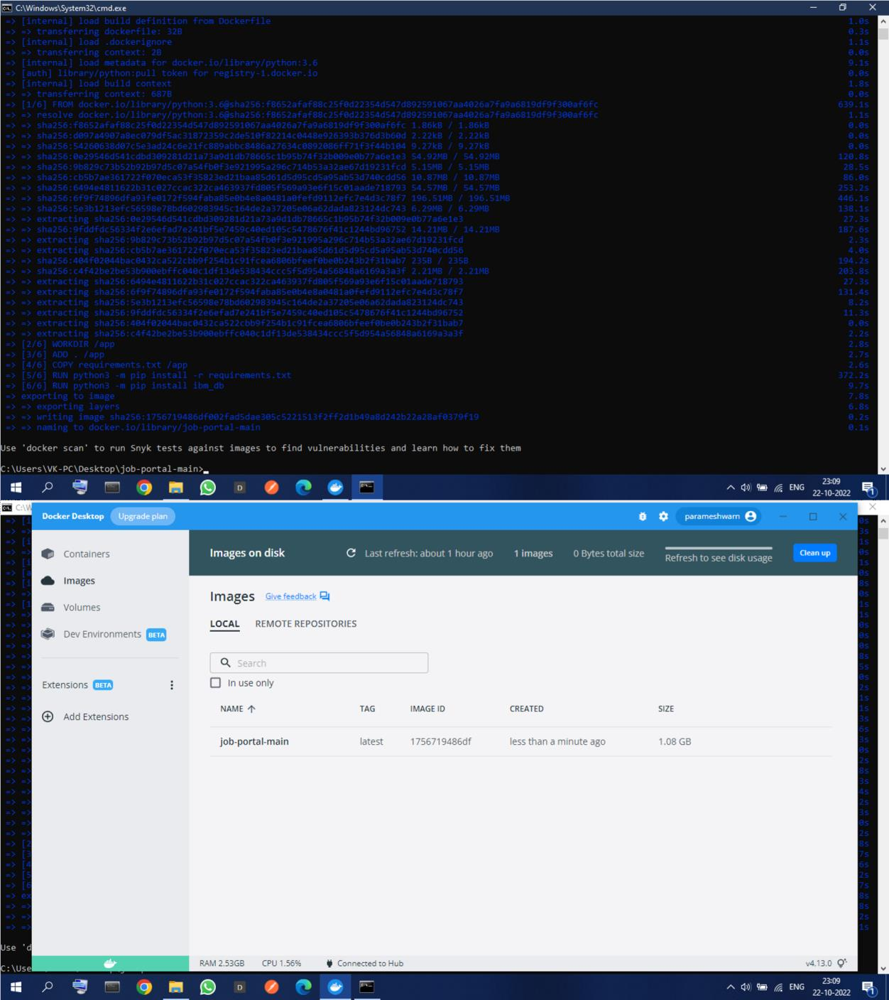 C:\Windows\System32\cmd.exe
=> [internal] load build definition from Dockerfile 1.0s
=> => transferring dockerfile: 32B 0.3s
=> [internal] load .dockerignore 1.1s
=> => transferring context: 2B 0.0s
=> [internal] load metadata for docker.io/library/python:3.6 9.1s
=> [auth] library/python:pull token for registry-1.docker.io 0.0s
=> [internal] load build context 1.8s
=> => transferring context: 687B 0.0s
=> [1/6] FROM docker.io/library/python:3.6@sha256:f8652afaf88c25f0d22354d547d892591067aa4026a7fa9a6819df9f300af6fc 639.1s
=> => resolve docker.io/library/python:3.6@sha256:f8652afaf88c25f0d22354d547d892591067aa4026a7fa9a6819df9f300af6fc 1.1s
=> => sha256:f8652afaf88c25f0d22354d547d892591067aa4026a7fa9a6819df9f300af6fc 1.86kB / 1.86kB 0.0s
=> => sha256:d097a4907a8ec079df5ac31872359c2de510f82214c0448e926393b376d3b60d 2.22kB / 2.22kB 0.0s
=> => sha256:54260638d07c5e3ad24c6e21fc889abbc8486a27634c0892086ff71f3f44b104 9.27kB / 9.27kB 0.0s
=> => sha256:0e29546d541cdbd309281d21a73a9d1db78665c1b95b74f32b009e0b77a6e1e3 54.92MB / 54.92MB 120.8s
=> => sha256:9b829c73b52b92b97d5c07a54fb0f3e921995a296c714b53a32ae67d19231fcd 5.15MB / 5.15MB 28.5s
=> => sha256:cb5b7ae361722f070eca53f35823ed21baa85d61d5d95cd5a95ab53d740cdd56 10.87MB / 10.87MB 86.0s
=> => sha256:6494e4811622b31c027ccac322ca463937fd805f569a93e6f15c01aade718793 54.57MB / 54.57MB 253.2s
=> => sha256:6f9f74896dfa93fe0172f594faba85e0b4e8a0481a0fefd9112efc7e4d3c78f7 196.51MB / 196.51MB 446.1s
=> => sha256:5e3b1213efc56598e78bd602983945c164de2a37205e06a62dada823124dc743 6.29MB / 6.29MB 138.1s
=> => extracting sha256:0e29546d541cdbd309281d21a73a9d1db78665c1b95b74f32b009e0b77a6e1e3 27.3s
=> => sha256:9fddfdc56334f2e6efad7e241bf5e7459c40ed105c5478676f41c1244bd96752 14.21MB / 14.21MB 187.6s
=> => extracting sha256:9b829c73b52b92b97d5c07a54fb0f3e921995a296c714b53a32ae67d19231fcd 2.3s
=> => extracting sha256:cb5b7ae361722f070eca53f35823ed21baa85d61d5d95cd5a95ab53d740cdd56 4.0s
=> => sha256:404f02044bac0432ca522cbb9f254b1c91fcea6806bfeef0be0b243b2f31bab7 235B / 235B 194.2s
=> => sha256:c4f42be2be53b900ebffc040c1df13de538434ccc5f5d954a56848a6169a3a3f 2.21MB / 2.21MB 203.8s
=> => extracting sha256:6494e4811622b31c027ccac322ca463937fd805f569a93e6f15c01aade718793 27.3s
=> => extracting sha256:6f9f74896dfa93fe0172f594faba85e0b4e8a0481a0fefd9112efc7e4d3c78f7 131.4s
=> => extracting sha256:5e3b1213efc56598e78bd602983945c164de2a37205e06a62dada823124dc743 8.2s
=> => extracting sha256:9fddfdc56334f2e6efad7e241bf5e7459c40ed105c5478676f41c1244bd96752 11.3s
=> => extracting sha256:404f02044bac0432ca522cbb9f254b1c91fcea6806bfeef0be0b243b2f31bab7 0.0s
=> => extracting sha256:c4f42be2be53b900ebffc040c1df13de538434ccc5f5d954a56848a6169a3a3f 2.2s
=> [2/6] WORKDIR /app 2.8s
=> [3/6] ADD . /app 2.7s
=> [4/6] COPY requirements.txt /app 2.6s
=> [5/6] RUN python3 -m pip install -r requirements.txt 372.2s
=> [6/6] RUN python3 -m pip install ibm_db 9.7s
=> exporting to image 7.8s
=> => exporting layers 6.8s
=> => writing image sha256:1756719486df002fad5dae305c5221513f2ff2d1b49a8d242b22a28af0379f19 0.2s
=> => naming to docker.io/library/job-portal-main 0.1s
Use 'docker scan' to run Snyk tests against images to find vulnerabilities and learn how to fix them
C:\Users\VK-PC\Desktop\job-portal-main>
ENG 23:09
22-10-2022
Docker Desktop Upgrade plan parameshwarn
Containers
Images
Volumes
Dev Environments BETA
Extensions BETA
Add Extensions
Images on disk Last refresh: about 1 hour ago 1 images 0 Bytes total size Refresh to see disk usage Clean up
Images Give feedback
LOCAL REMOTE REPOSITORIES
Search
In use only
NAME TAG IMAGE ID CREATED SIZE
job-portal-main latest 1756719486df less than a minute ago 1.08 GB
Use 'd
C:\Use
RAM 2.53GB CPU 1.56% Connected to Hub v4.13.0
ENG 23:09
22-10-2022